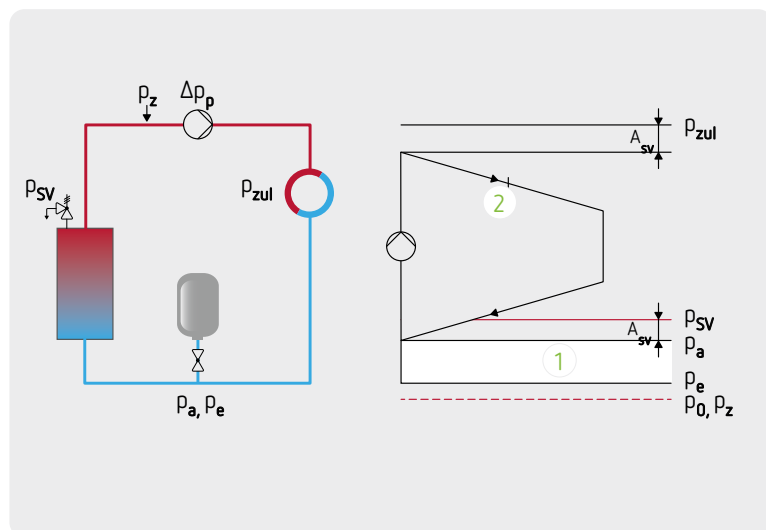 p_z
Δp_p
p_SV
p_zul
p_a, p_e
p_zul
A_sv
2
p_SV
A_sv
p_a
1
p_e
p_0, p_z